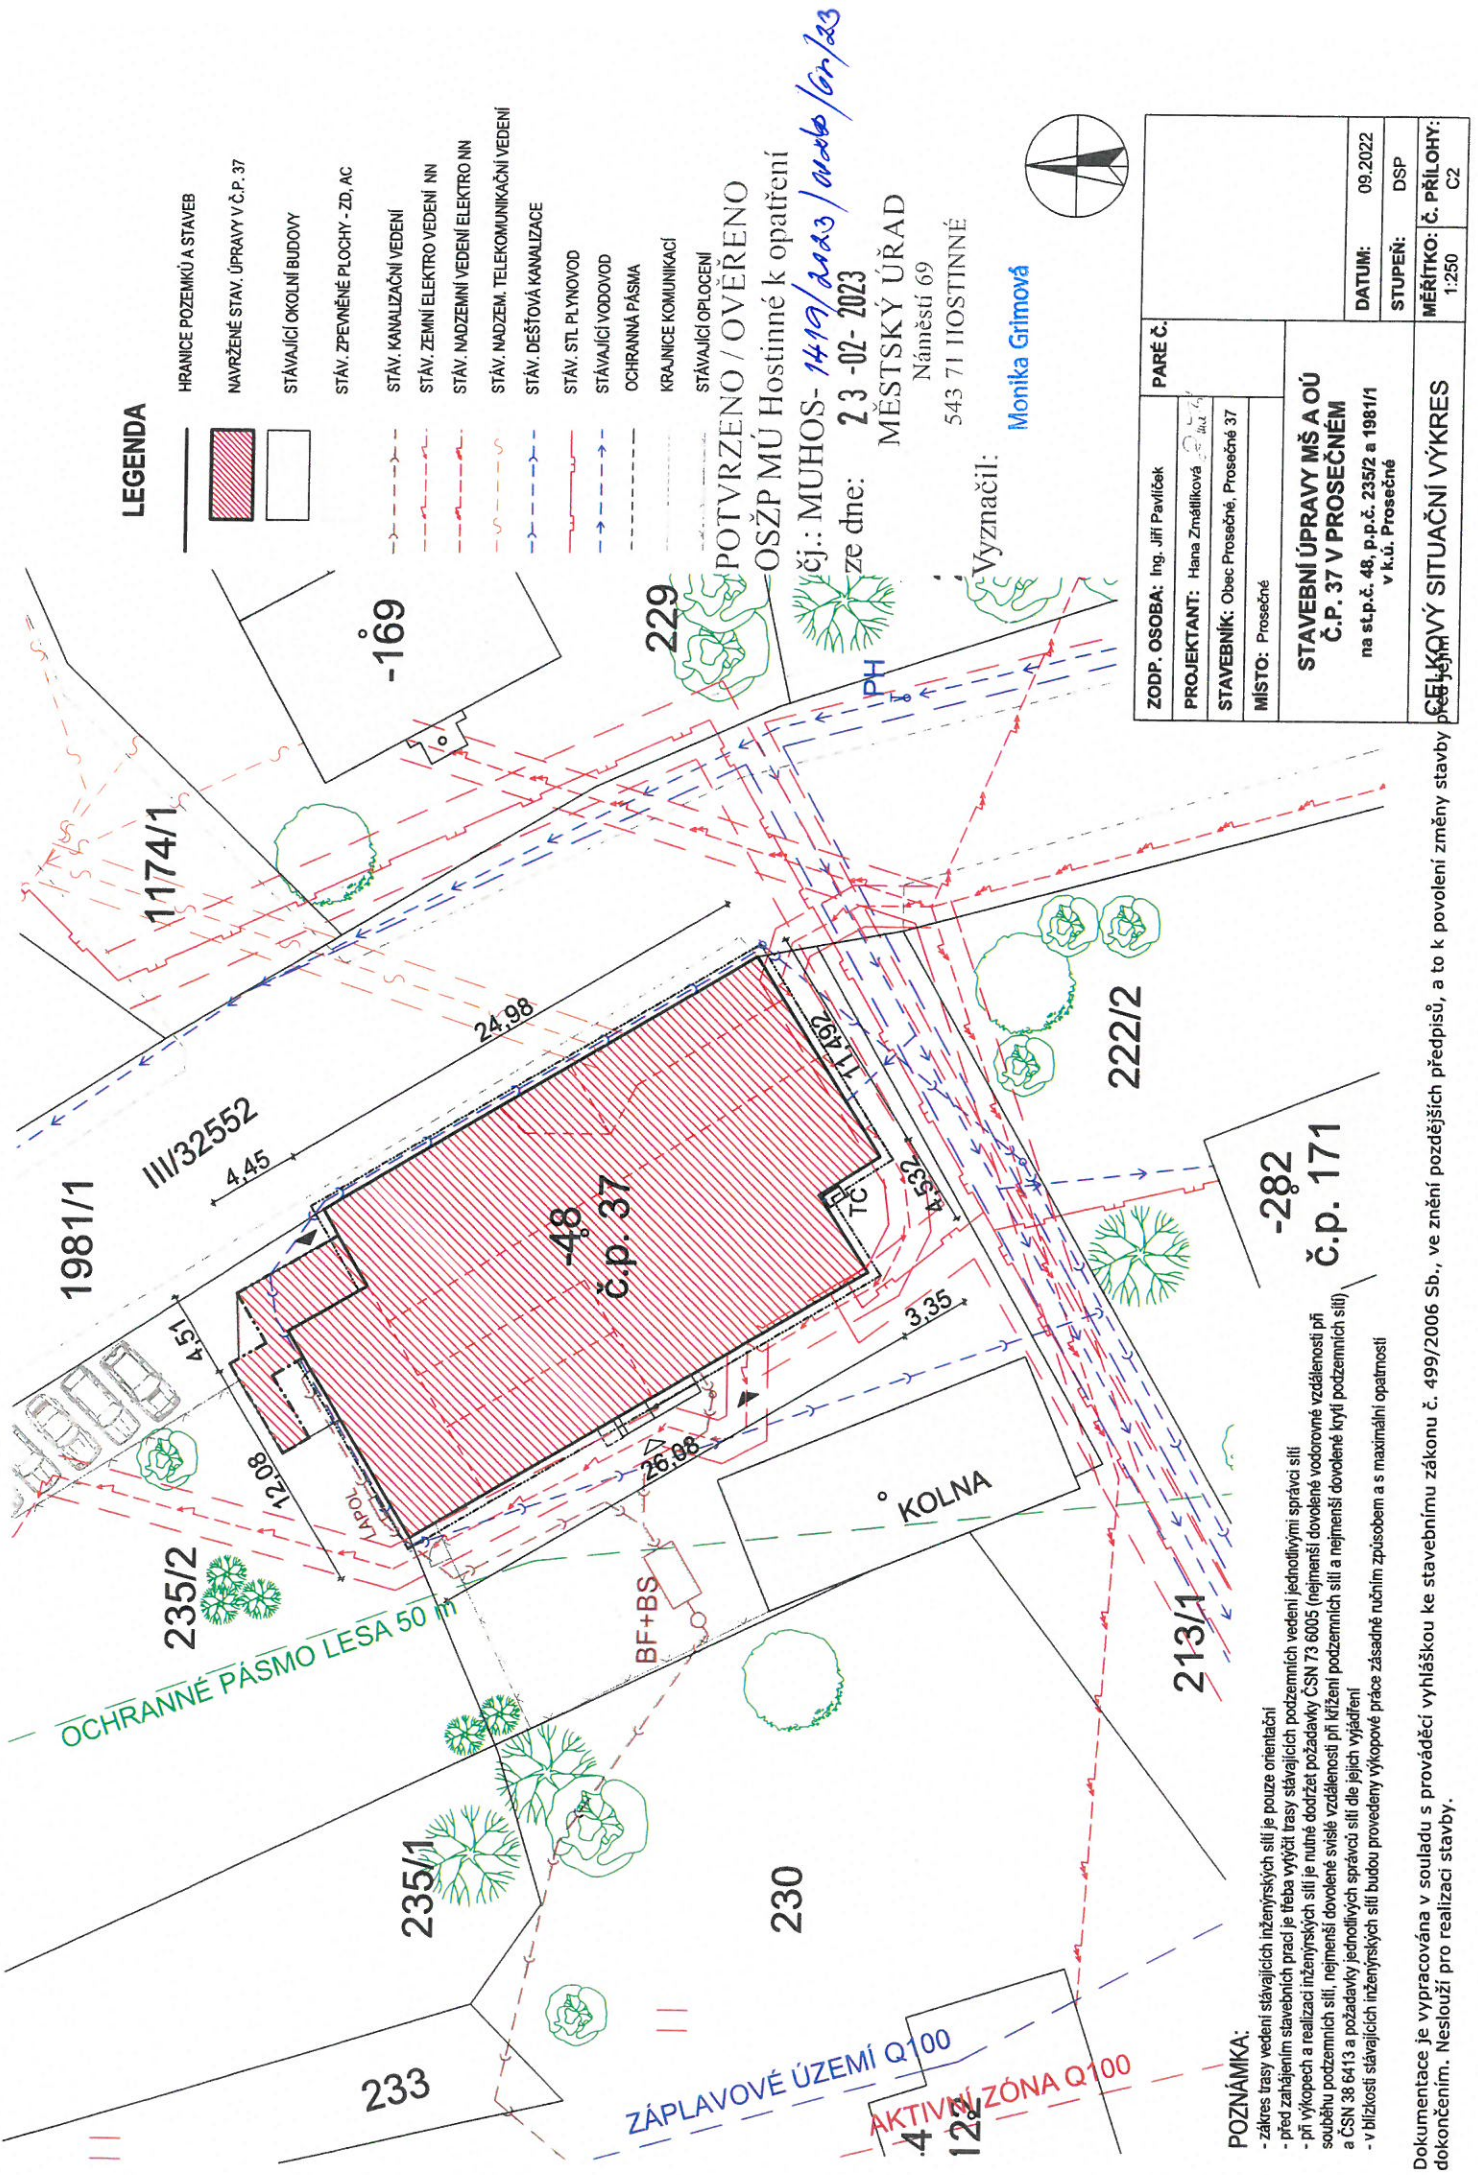 LEGENDA
HRANICE POZEMKŮ A STAVEB
NAVRŽENÉ STAV. ÚPRAVY V Č.P. 37
STÁVAJÍCÍ OKOLNÍ BUDOVY
STÁV. ZPEVNĚNÉ PLOCHY - ZD, AC
STÁV. KANALIZAČNÍ VEDENÍ
STÁV. ZEMNÍ ELEKTRO VEDENÍ NN
STÁV. NADZEMNÍ VEDENÍ ELEKTRO NN
STÁV. NADZEM. TELEKOMUNIKAČNÍ VEDENÍ
STÁV. DEŠŤOVÁ KANALIZACE
STÁV. STL PLYNOVOD
STÁVAJÍCÍ VODOVOD
OCHRANNÁ PÁSMA
KRAJNICE KOMUNIKACÍ
STÁVAJÍCÍ OPLOCENÍ
POTVRZENO / OVĚŘENO
OSŽP MÚ Hostinné k opatření
čj.: MUHOS- 1419/2023/
ze dne: 23 -02- 2023
MĚSTSKÝ ÚŘAD
Náměstí 69
543 71 HOSTINNÉ
Vyznačil:
Monika Grimová
ZODP. OSOBA: Ing. Jiří Pavlíček
PARÉ Č.
PROJEKTANT: Hana Zmátlíková
STAVEBNÍK: Obec Prosečné, Prosečné 37
MÍSTO: Prosečné
STAVEBNÍ ÚPRAVY MŠ A OÚ
Č.P. 37 V PROSEČNÉM
na st.p.č. 48, p.p.č. 235/2 a 1981/1
v k.ú. Prosečné
DATUM: 09.2022
STUPEŇ: DSP
CELKOVÝ SITUAČNÍ VÝKRES
MĚŘÍTKO: 1:250
Č. PŘÍLOHY: C2
1981/1
III/32552
1174/1
-169
229
PH
4,45
24,98
4,51
12,08
-48
č.p. 37
11,492
4,532
TČ
3,35
26,08
LAPOL
235/2
OCHRANNÉ PÁSMO LESA 50 m
BF+BS
KOLNA
222/2
-282
č.p. 171
213/1
235/1
230
233
ZÁPLAVOVÉ ÚZEMÍ Q100
AKTIVNÍ ZÓNA Q100
122
POZNÁMKA:
- zákres trasy vedení stávajících inženýrských sítí je pouze orientační
- před zahájením stavebních prací je třeba vytýčit trasy stávajících podzemních vedení jednotlivými správci sítí
- při výkopech a realizaci inženýrských sítí je nutné dodržet požadavky ČSN 73 6005 (nejmenší dovolené vodorovné vzdálenosti při
souběhu podzemních sítí, nejmenší dovolené svislé vzdálenosti při křížení podzemních sítí a nejmenší dovolené krytí podzemních sítí)
a ČSN 38 6413 a požadavky jednotlivých správců sítí dle jejich vyjádření
- v blízkosti stávajících inženýrských sítí budou provedeny výkopové práce zásadně ručním způsobem a s maximální opatrností
Dokumentace je vypracována v souladu s prováděcí vyhláškou ke stavebnímu zákonu č. 499/2006 Sb., ve znění pozdějších předpisů, a to k povolení změny stavby před jejím
dokončením. Neslouží pro realizaci stavby.